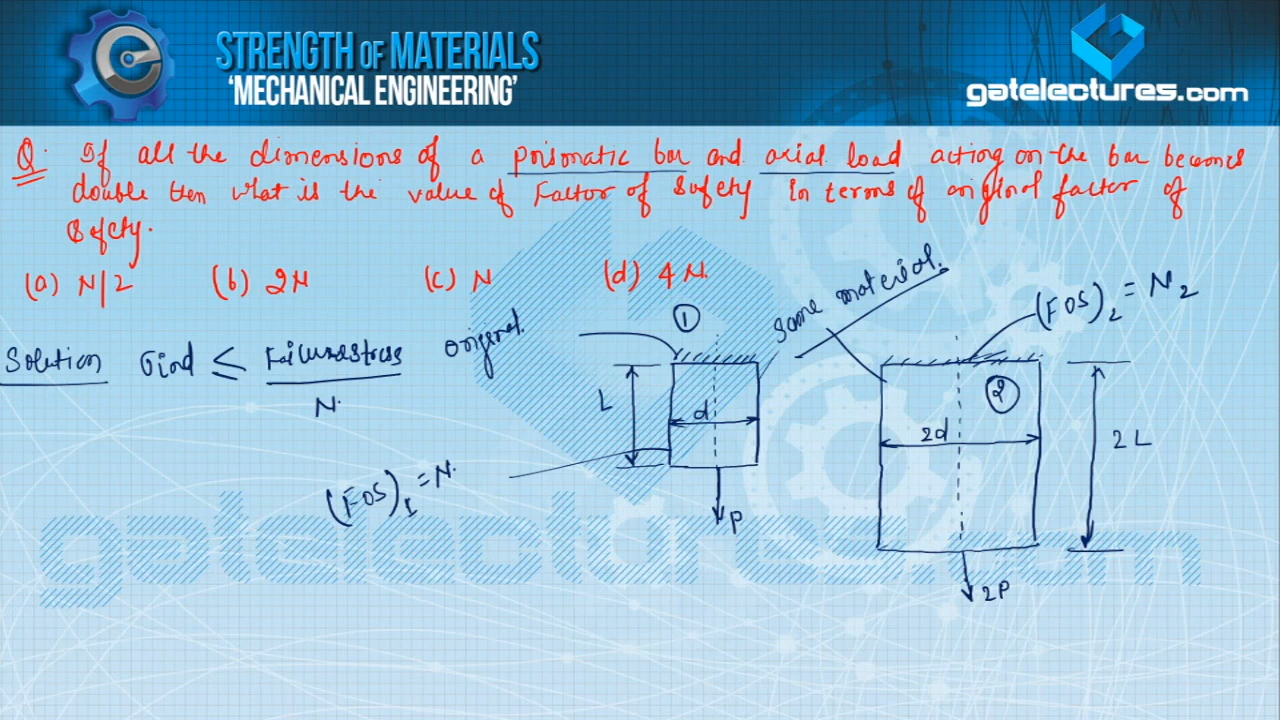 STRENGTH OF MATERIALS
'MECHANICAL ENGINEERING'
gatelectures.com
Q. If all the dimensions of a prismatic bar and axial load acting on the bar becomes
double then what is the value of Factor of Safety in terms of original factor of
Safety.
(a) N/2 (b) 2N (c) N (d) 4N.
Solution σind ≤ Failure stress
N.
original.
1
same material.
(FOS)2 = N2
L
d
P
(FOS)1 = N.
2
2d
2L
2P
gatelectures.com